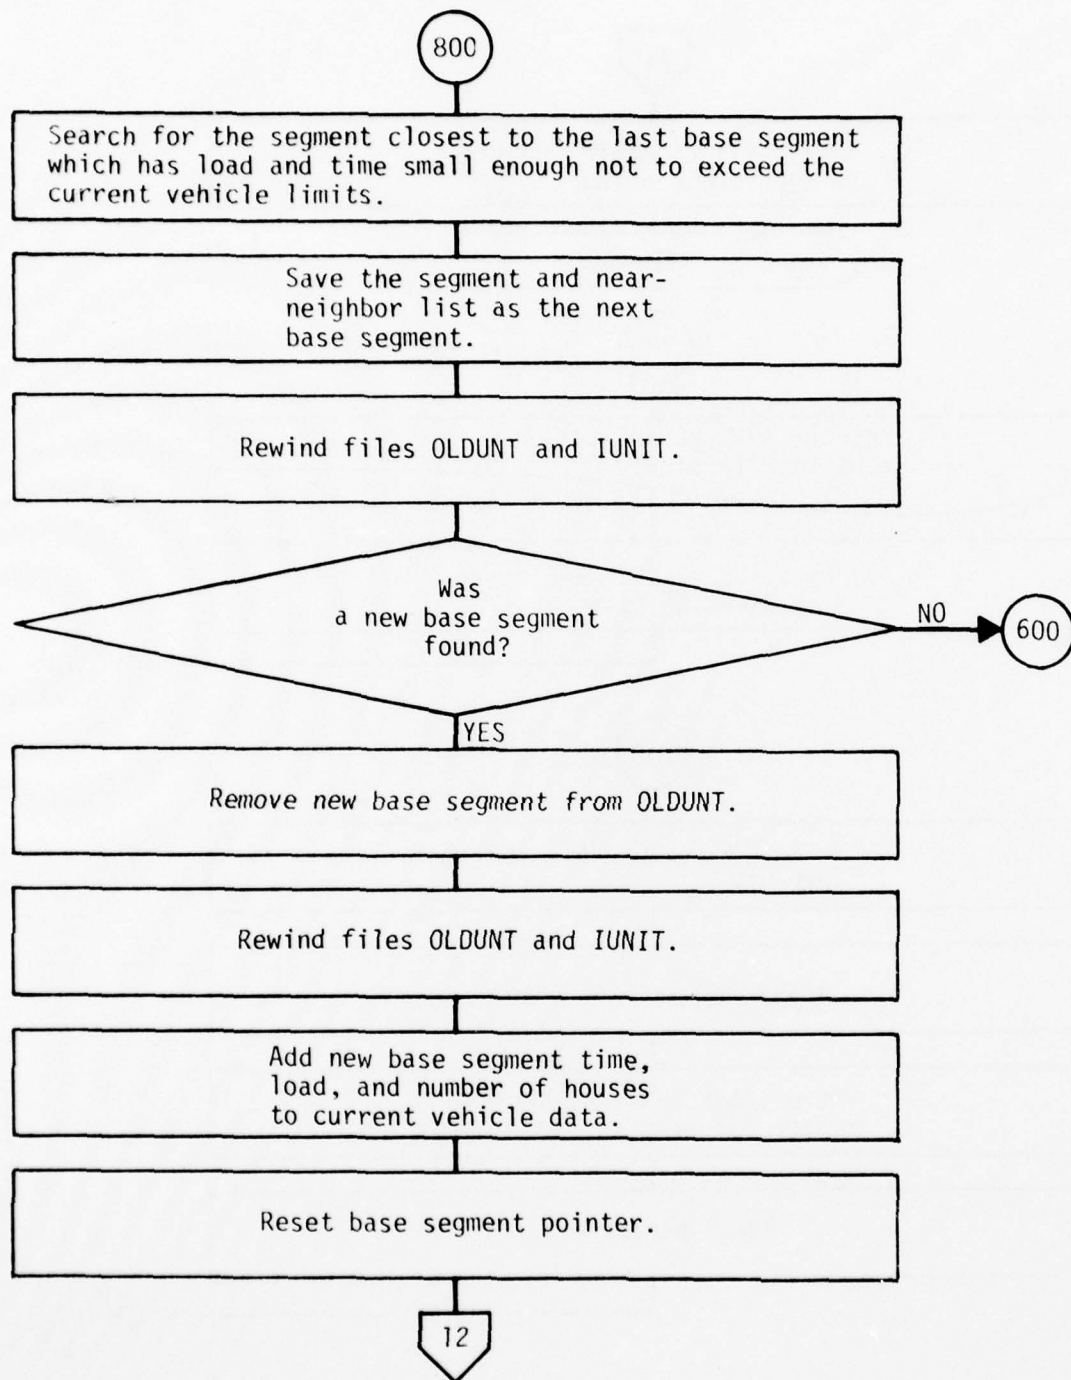 800
Search for the segment closest to the last base segment
which has load and time small enough not to exceed the
current vehicle limits.
Save the segment and near-
neighbor list as the next
base segment.
Rewind files OLDUNT and IUNIT.
Was
a new base segment
found?
NO
600
YES
Remove new base segment from OLDUNT.
Rewind files OLDUNT and IUNIT.
Add new base segment time,
load, and number of houses
to current vehicle data.
Reset base segment pointer.
12